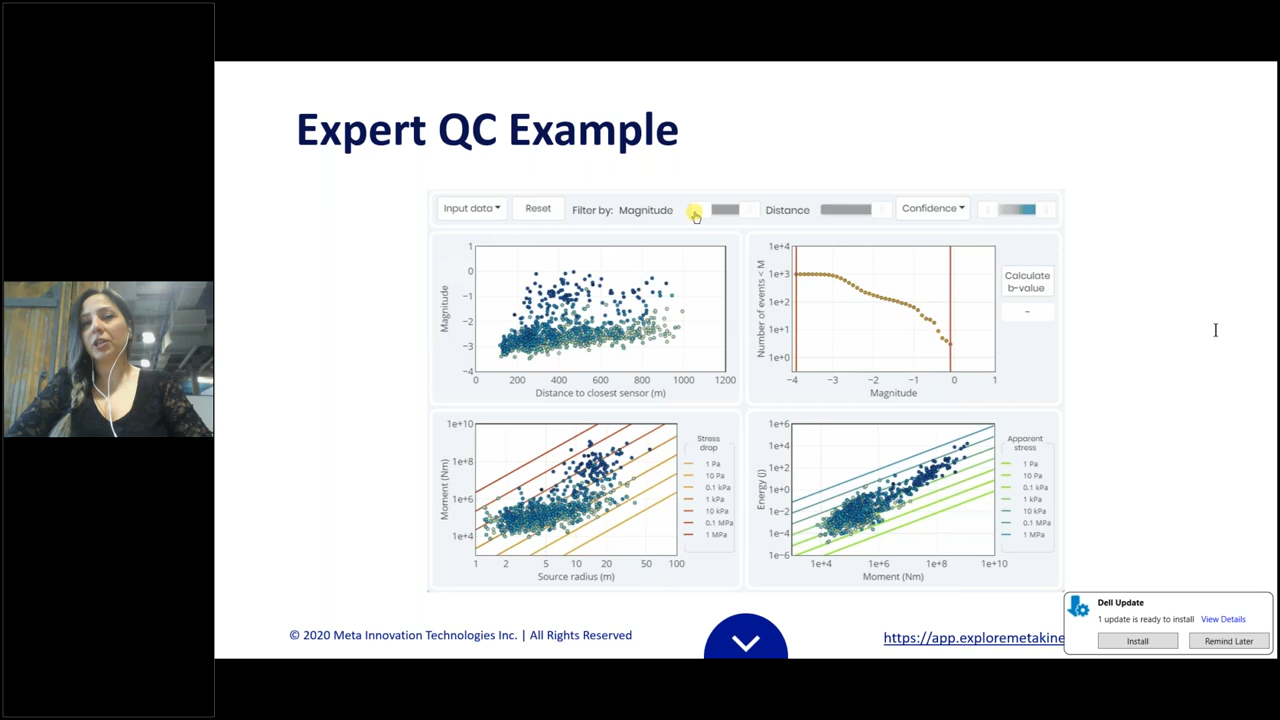 Expert QC Example
Input data
Reset
Filter by: Magnitude
Distance
Confidence
Magnitude
1
0
−1
−2
−3
−4
0 200 400 600 800 1000 1200
Distance to closest sensor (m)
Number of events < M
1e+4
1e+3
1e+2
1e+1
1e+0
−4 −3 −2 −1 0 1
Magnitude
Calculate
b-value
-
Moment (Nm)
1e+10
1e+8
1e+6
1e+4
1 2 5 10 20 50 100
Source radius (m)
Stress
drop
1 Pa
10 Pa
0.1 kPa
1 kPa
10 kPa
0.1 MPa
1 MPa
Energy (J)
1e+6
1e+4
1e+2
1e+0
1e−2
1e−4
1e−6
1e+4 1e+6 1e+8 1e+10
Moment (Nm)
Apparent
stress
1 Pa
10 Pa
0.1 kPa
1 kPa
10 kPa
0.1 MPa
1 MPa
© 2020 Meta Innovation Technologies Inc. | All Rights Reserved
https://app.exploremetakine
Dell Update
1 update is ready to install View Details
Install
Remind Later